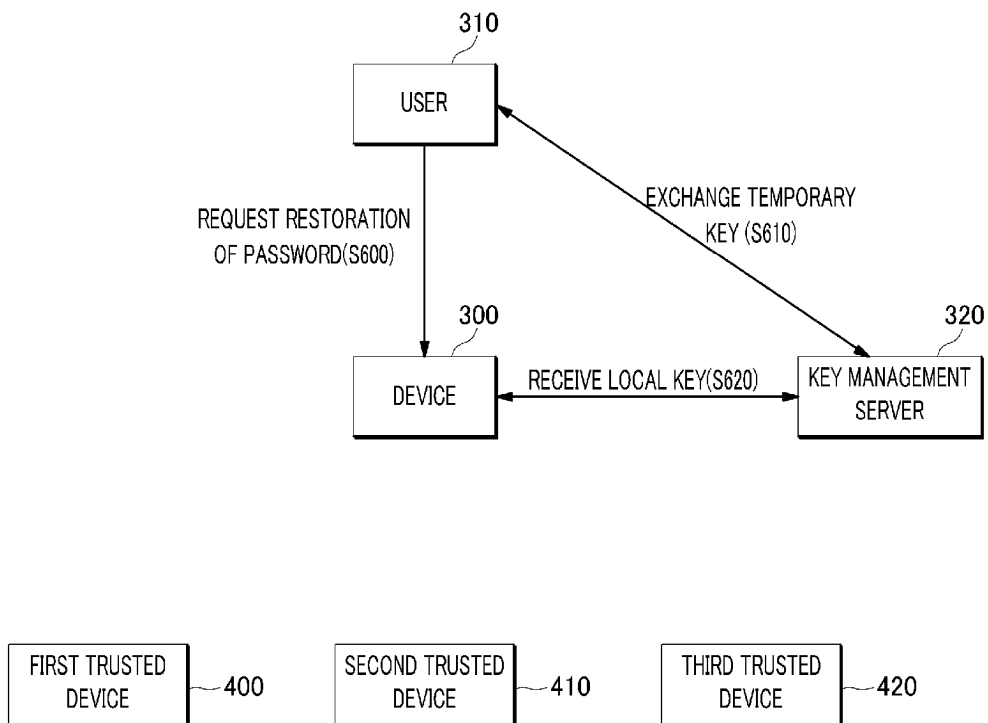 310
USER
REQUEST RESTORATION
OF PASSWORD(S600)
EXCHANGE TEMPORARY
KEY (S610)
300
320
DEVICE
RECEIVE LOCAL KEY(S620)
KEY MANAGEMENT
SERVER
FIRST TRUSTED
DEVICE
400
SECOND TRUSTED
DEVICE
410
THIRD TRUSTED
DEVICE
420